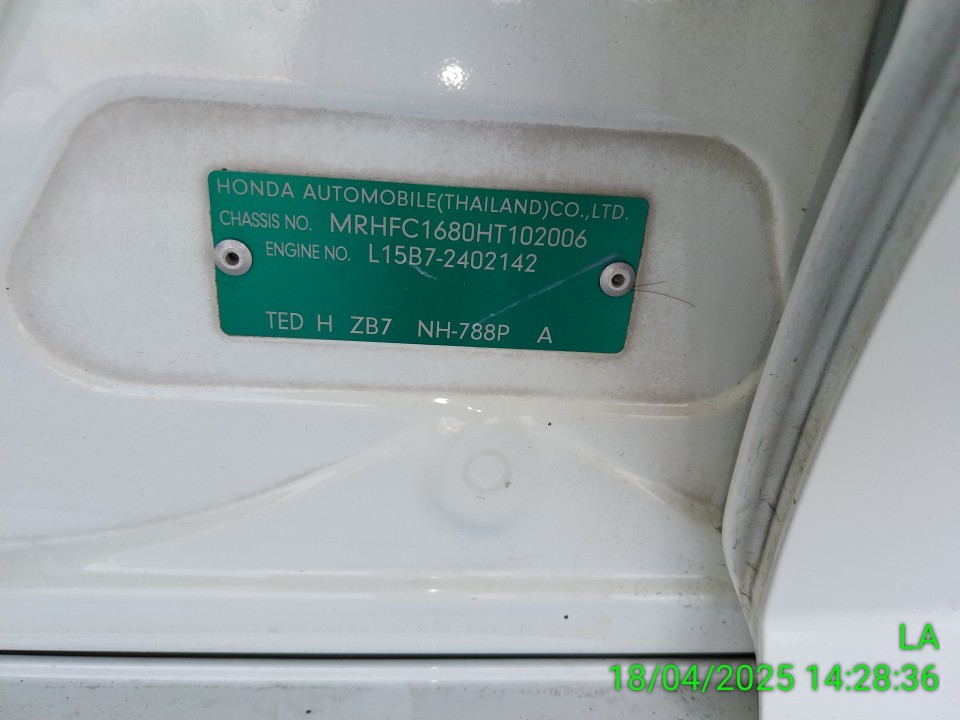 HONDA AUTOMOBILE(THAILAND)CO.,LTD.
CHASSIS NO. MRHFC1680HT102006
ENGINE NO. L15B7-2402142
TED H ZB7 NH-788P A
LA
18/04/2025 14:28:36